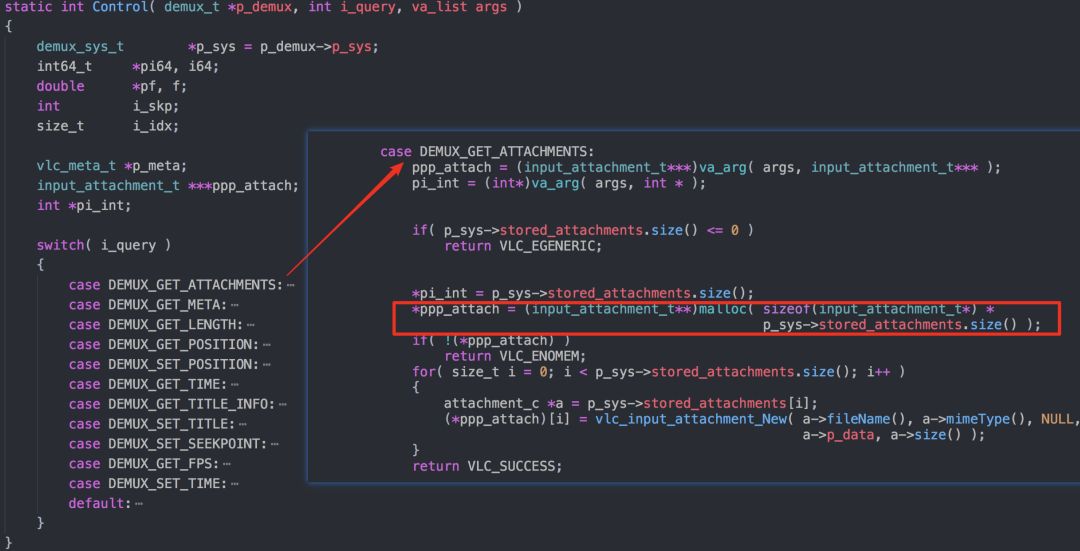 static int Control( demux_t *p_demux, int i_query, va_list args )
{
demux_sys_t *p_sys = p_demux->p_sys;
int64_t *pi64, i64;
double *pf, f;
int i_skp;
size_t i_idx;
vlc_meta_t *p_meta;
input_attachment_t ***ppp_attach;
int *pi_int;
switch( i_query )
{
case DEMUX_GET_ATTACHMENTS:⋯
case DEMUX_GET_META:⋯
case DEMUX_GET_LENGTH:⋯
case DEMUX_GET_POSITION:⋯
case DEMUX_SET_POSITION:⋯
case DEMUX_GET_TIME:⋯
case DEMUX_GET_TITLE_INFO:⋯
case DEMUX_SET_TITLE:⋯
case DEMUX_SET_SEEKPOINT:⋯
case DEMUX_GET_FPS:⋯
case DEMUX_SET_TIME:⋯
default:⋯
}
}
case DEMUX_GET_ATTACHMENTS:
ppp_attach = (input_attachment_t***)va_arg( args, input_attachment_t*** );
pi_int = (int*)va_arg( args, int * );
if( p_sys->stored_attachments.size() <= 0 )
return VLC_EGENERIC;
*pi_int = p_sys->stored_attachments.size();
*ppp_attach = (input_attachment_t**)malloc( sizeof(input_attachment_t*) *
p_sys->stored_attachments.size() );
if( !(*ppp_attach) )
return VLC_ENOMEM;
for( size_t i = 0; i < p_sys->stored_attachments.size(); i++ )
{
attachment_c *a = p_sys->stored_attachments[i];
(*ppp_attach)[i] = vlc_input_attachment_New( a->fileName(), a->mimeType(), NULL,
a->p_data, a->size() );
}
return VLC_SUCCESS;